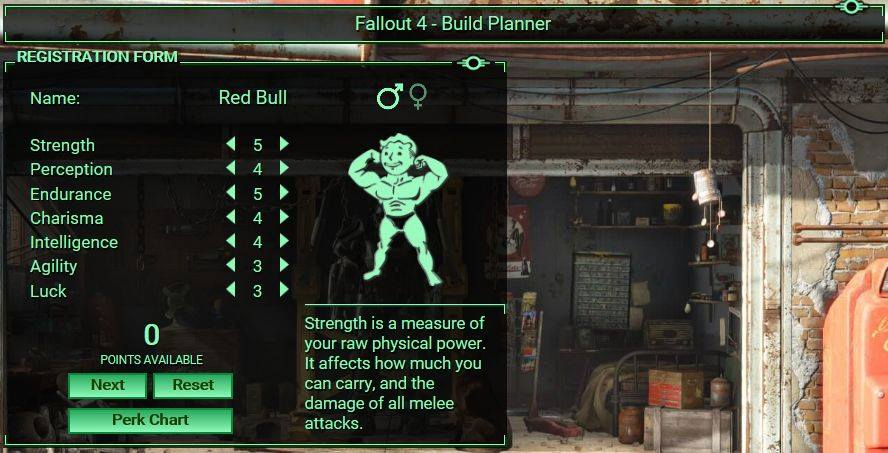 Fallout 4 - Build Planner
REGISTRATION FORM
Name: Red Bull
Strength 5
Perception 4
Endurance 5
Charisma 4
Intelligence 4
Agility 3
Luck 3
0
POINTS AVAILABLE
Next Reset
Perk Chart
Strength is a measure of
your raw physical power.
It affects how much you
can carry, and the
damage of all melee
attacks.